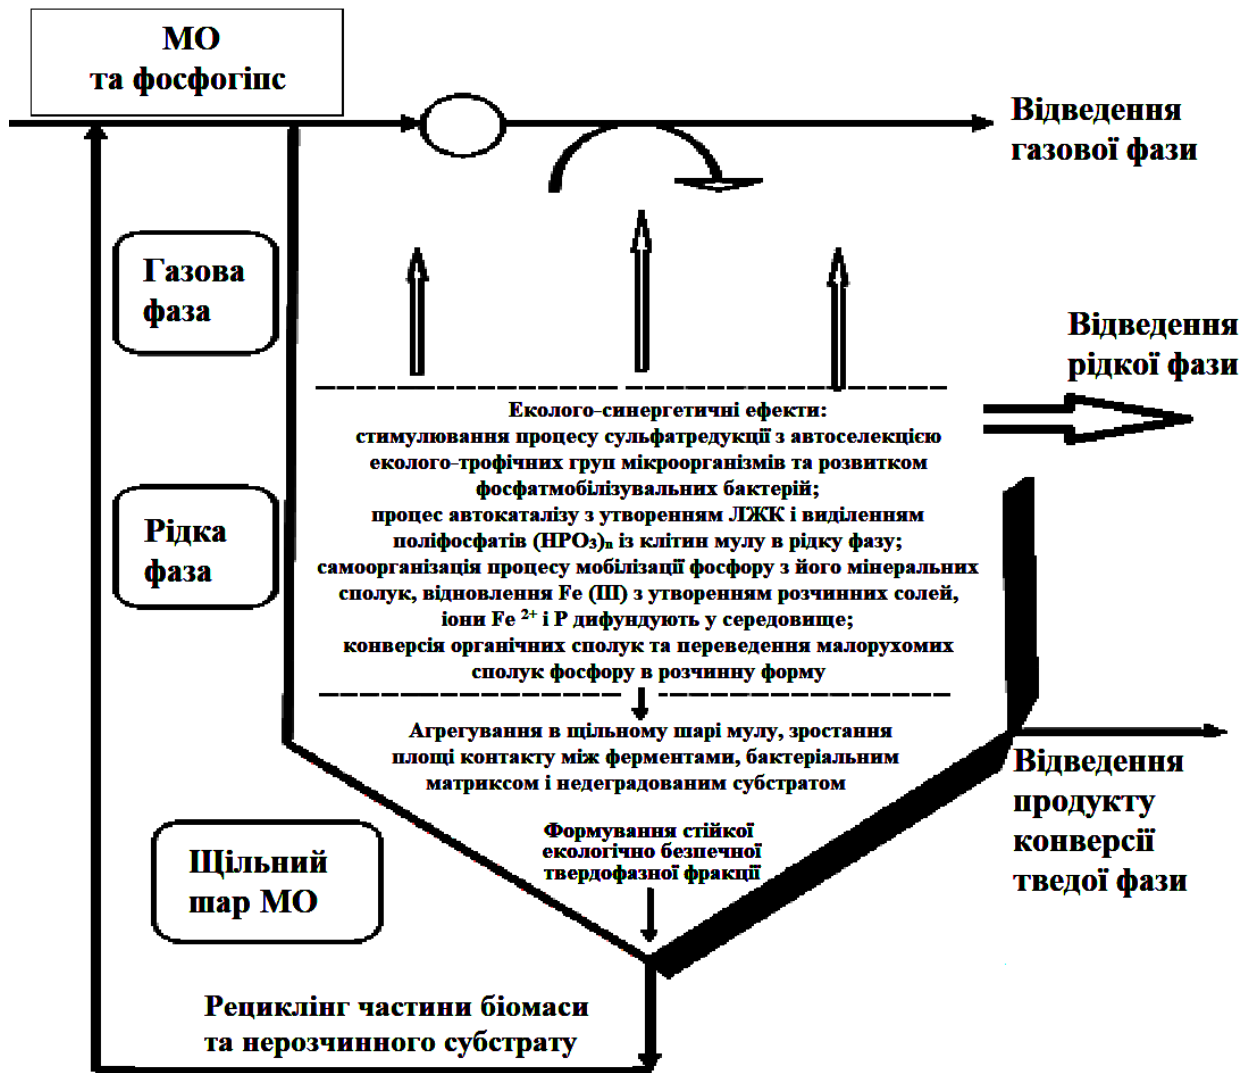 МО
та фосфогіпс
Відведення
газової фази
Газова
фаза
Відведення
рідкої фази
Еколого-синергетичні ефекти:
стимулювання процесу сульфатредукції з автоселекцією
еколого-трофічних груп мікроорганізмів та розвитком
фосфатмобілізувальних бактерій;
процес автокаталізу з утворенням ЛЖК і виділенням
поліфосфатів (HPO₃)ₙ із клітин мулу в рідку фазу;
самоорганізація процесу мобілізації фосфору з його мінеральних
сполук, відновлення Fe (III) з утворенням розчинних солей,
іони Fe ²⁺ і P дифундують у середовище;
конверсія органічних сполук та переведення малорухомих
сполук фосфору в розчинну форму
Рідка
фаза
Агрегування в щільному шарі мулу, зростання
площі контакту між ферментами, бактеріальним
матриксом і недеградованим субстратом
Відведення
продукту
конверсії
тведої фази
Формування стійкої
екологічно безпечної
твердофазної фракції
Щільний
шар МО
Рециклінг частини біомаси
та нерозчинного субстрату